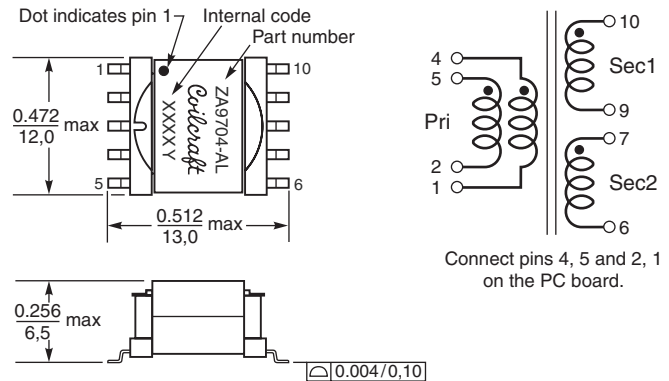 Dot indicates pin 1
Internal code
Part number
1
10
0.472
12,0
max
ZA9704-AL
Coilcraft
XXXXY
5
6
0.512
13,0
max
0.256
6,5
max
0.004/0,10
4
5
Pri
2
1
10
Sec1
9
7
Sec2
6
Connect pins 4, 5 and 2, 1
on the PC board.